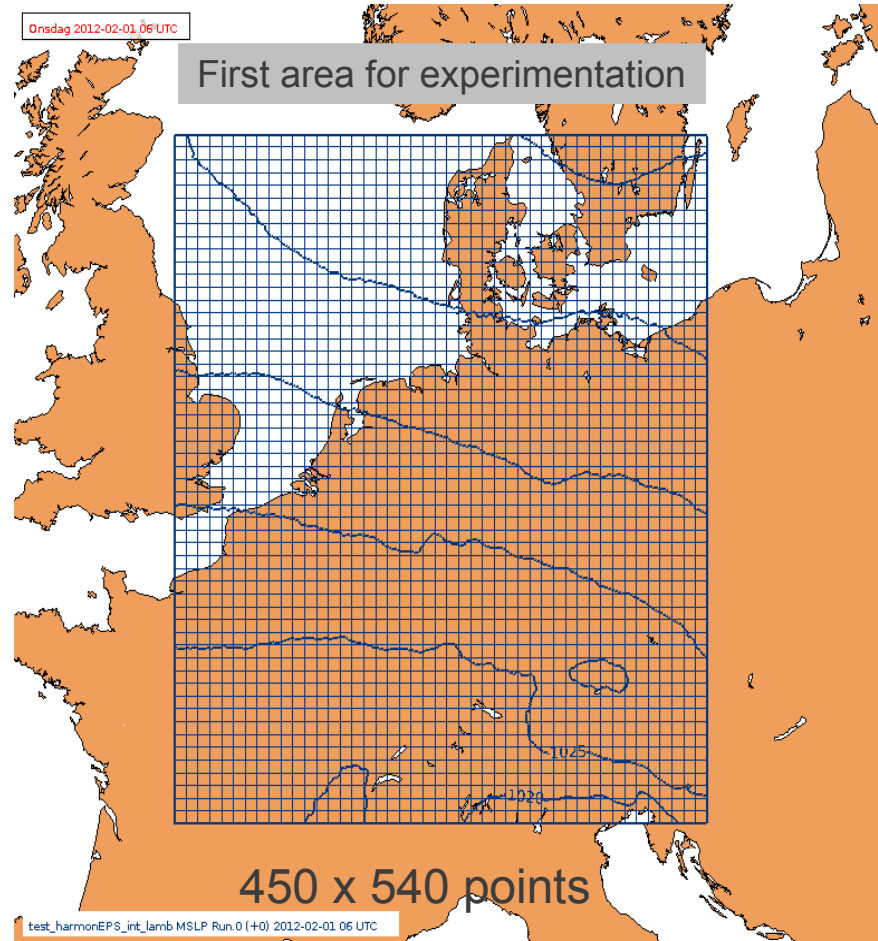 Onsdag 2012-02-01 06 UTC
First area for experimentation
1025
1020
450 x 540 points
test_harmonEPS_int_lamb MSLP Run.0 (+0) 2012-02-01 06 UTC